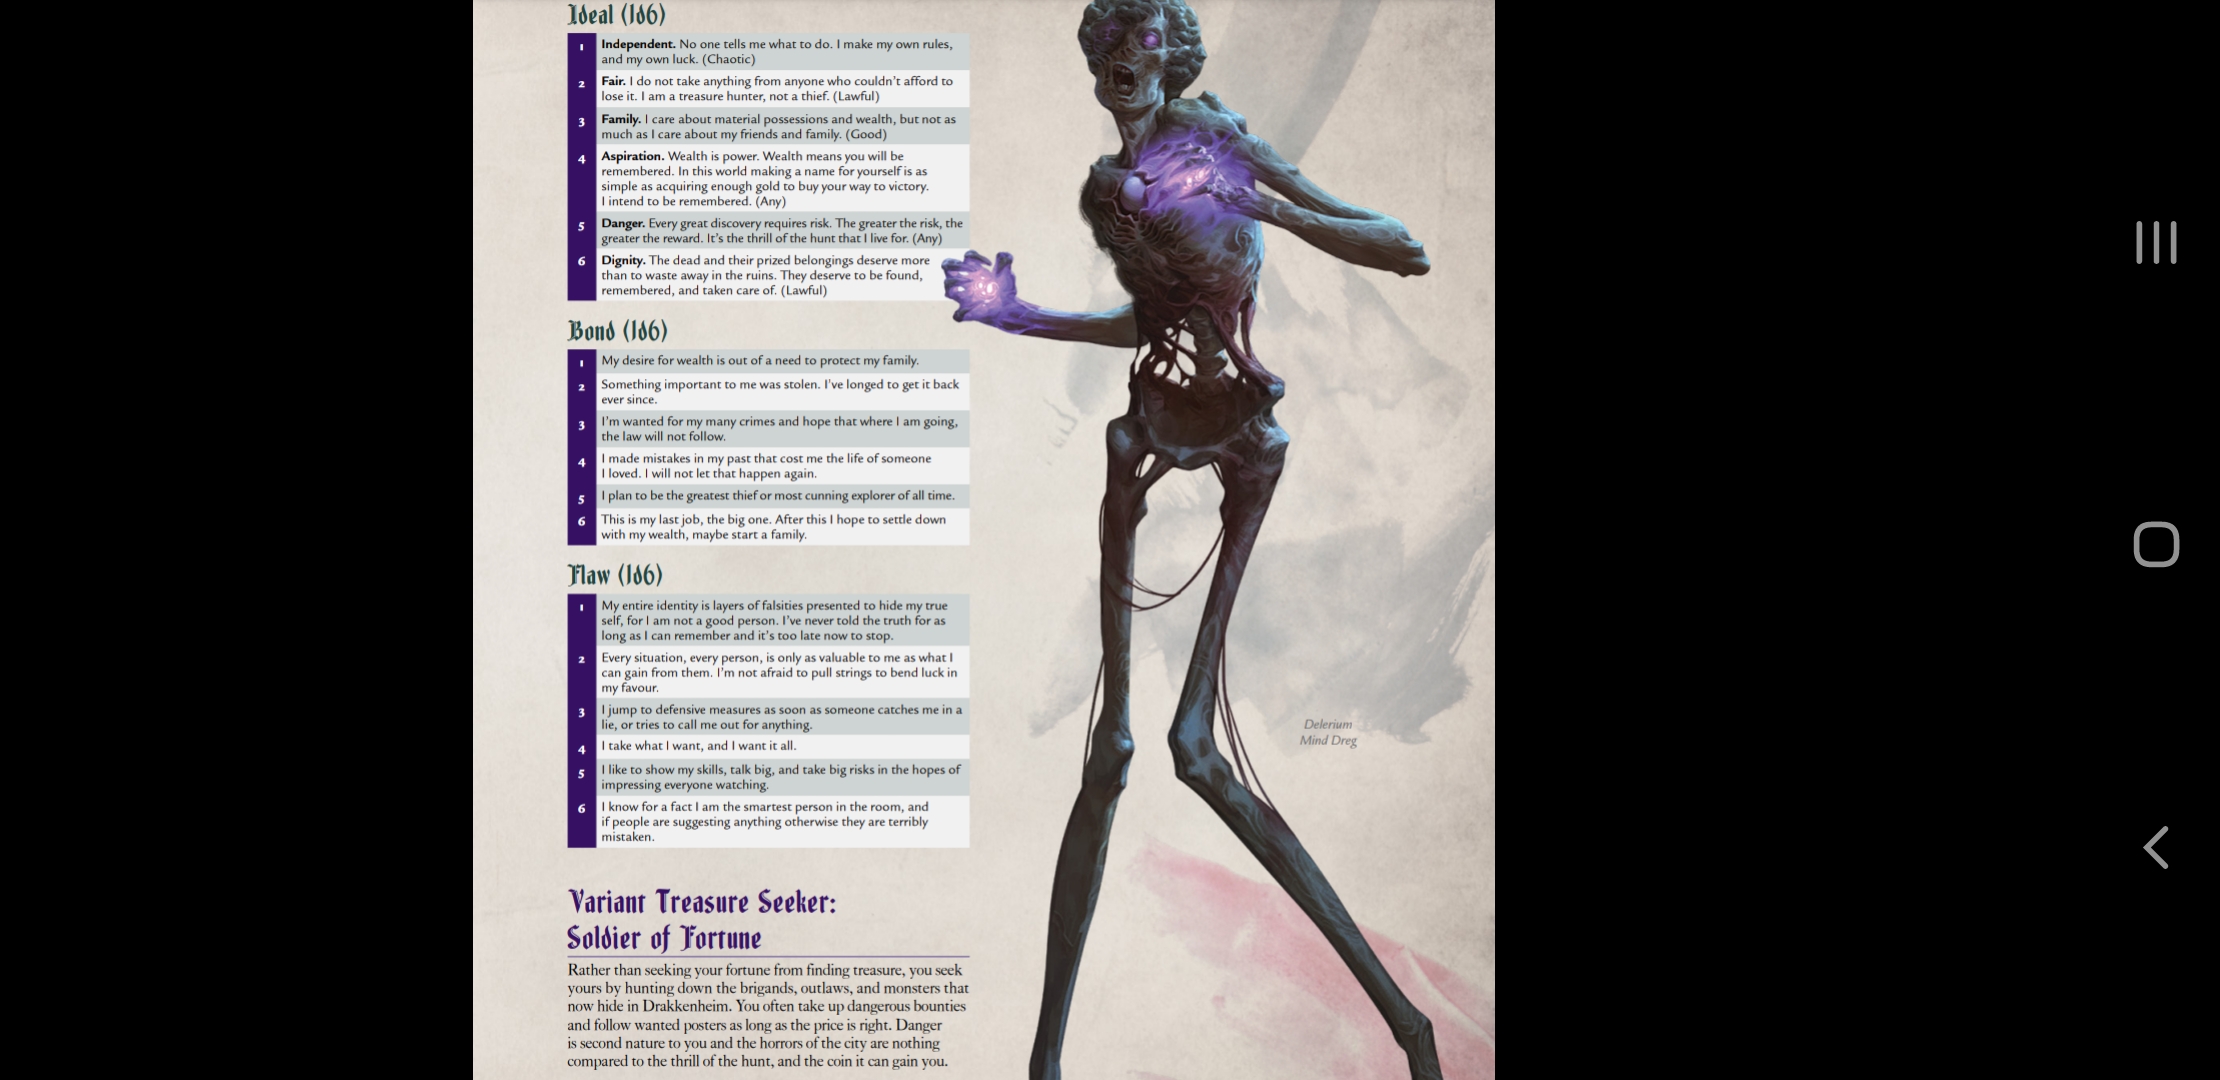 Ideal (1d6)
1 Independent. No one tells me what to do. I make my own rules,
and my own luck. (Chaotic)
2 Fair. I do not take anything from anyone who couldn't afford to
lose it. I am a treasure hunter, not a thief. (Lawful)
3 Family. I care about material possessions and wealth, but not as
much as I care about my friends and family. (Good)
4 Aspiration. Wealth is power. Wealth means you will be
remembered. In this world making a name for yourself is as
simple as acquiring enough gold to buy your way to victory.
I intend to be remembered. (Any)
5 Danger. Every great discovery requires risk. The greater the risk, the
greater the reward. It's the thrill of the hunt that I live for. (Any)
6 Dignity. The dead and their prized belongings deserve more
than to waste away in the ruins. They deserve to be found,
remembered, and taken care of. (Lawful)
Bond (1d6)
1 My desire for wealth is out of a need to protect my family.
2 Something important to me was stolen. I've longed to get it back
ever since.
3 I'm wanted for my many crimes and hope that where I am going,
the law will not follow.
4 I made mistakes in my past that cost me the life of someone
I loved. I will not let that happen again.
5 I plan to be the greatest thief or most cunning explorer of all time.
6 This is my last job, the big one. After this I hope to settle down
with my wealth, maybe start a family.
Flaw (1d6)
1 My entire identity is layers of falsities presented to hide my true
self, for I am not a good person. I've never told the truth for as
long as I can remember and it's too late now to stop.
2 Every situation, every person, is only as valuable to me as what I
can gain from them. I'm not afraid to pull strings to bend luck in
my favour.
3 I jump to defensive measures as soon as someone catches me in a
lie, or tries to call me out for anything.
4 I take what I want, and I want it all.
5 I like to show my skills, talk big, and take big risks in the hopes of
impressing everyone watching.
6 I know for a fact I am the smartest person in the room, and
if people are suggesting anything otherwise they are terribly
mistaken.
Variant Treasure Seeker:
Soldier of Fortune
Rather than seeking your fortune from finding treasure, you seek
yours by hunting down the brigands, outlaws, and monsters that
now hide in Drakkenheim. You often take up dangerous bounties
and follow wanted posters as long as the price is right. Danger
is second nature to you and the horrors of the city are nothing
compared to the thrill of the hunt, and the coin it can gain you.
Delerium
Mind Dreg